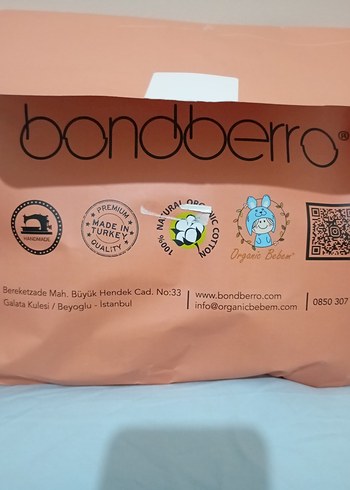 bondberro®
HANDMADE
PREMIUM
MADE IN
TURKEY
QUALITY
100% NATURAL ORGANIC COTTON
Organic Bebem
Bereketzade Mah. Büyük Hendek Cad. No:33
Galata Kulesi / Beyoglu - İstanbul
www.bondberro.com
info@organicbebem.com
0850 307